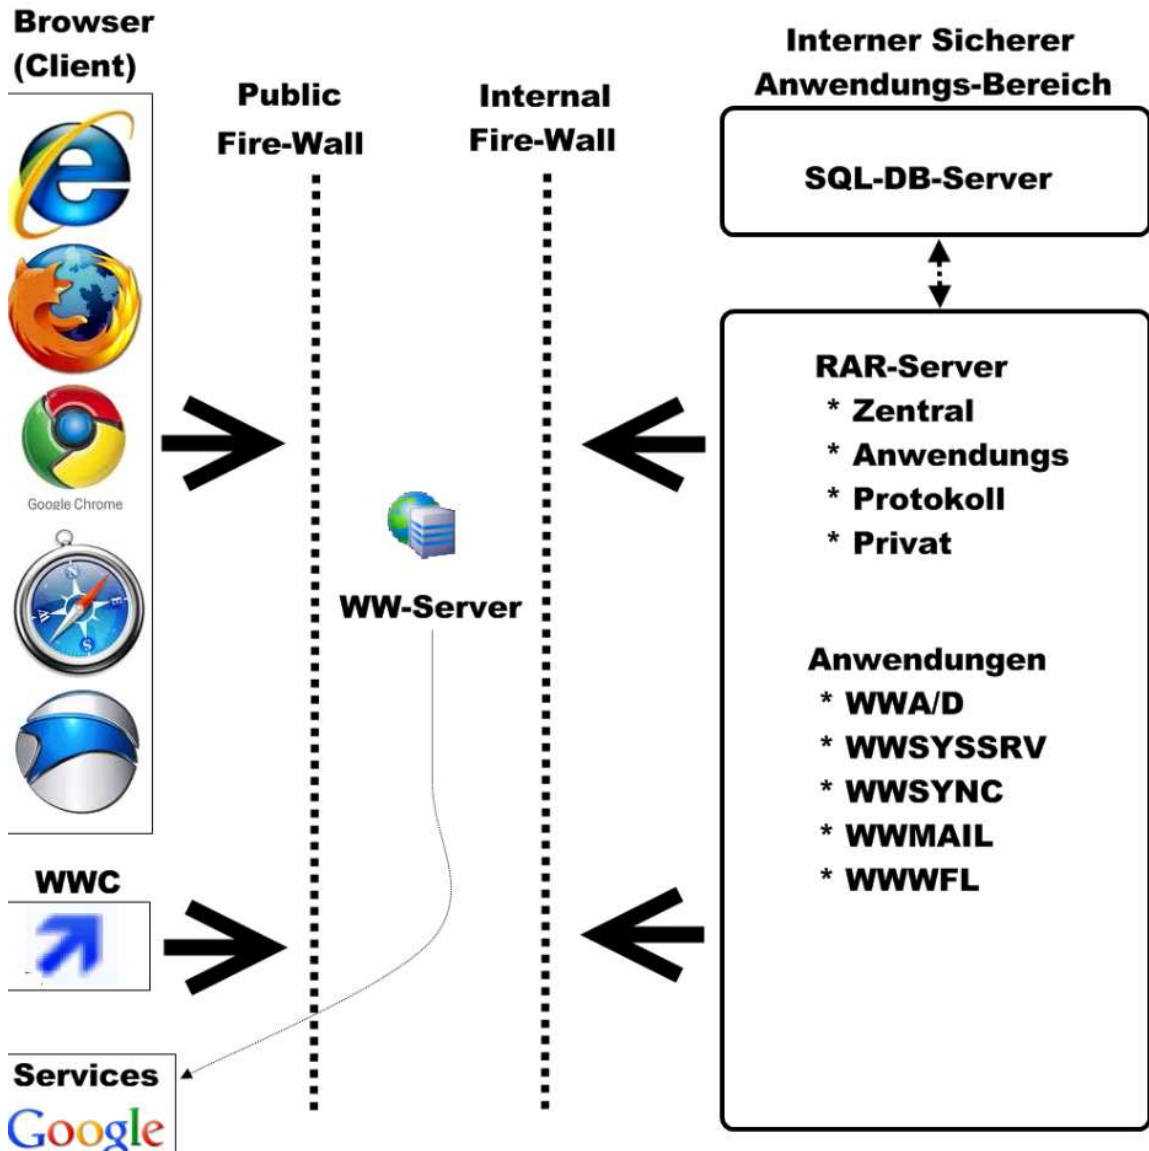 Browser
(Client)
Public
Fire-Wall
Internal
Fire-Wall
Interner Sicherer
Anwendungs-Bereich
SQL-DB-Server
Google Chrome
RAR-Server
* Zentral
* Anwendungs
* Protokoll
* Privat
WW-Server
Anwendungen
* WWA/D
* WWSYSSRV
* WWSYNC
* WWMAIL
* WWWFL
WWC
Services
Google
N
E
S
W